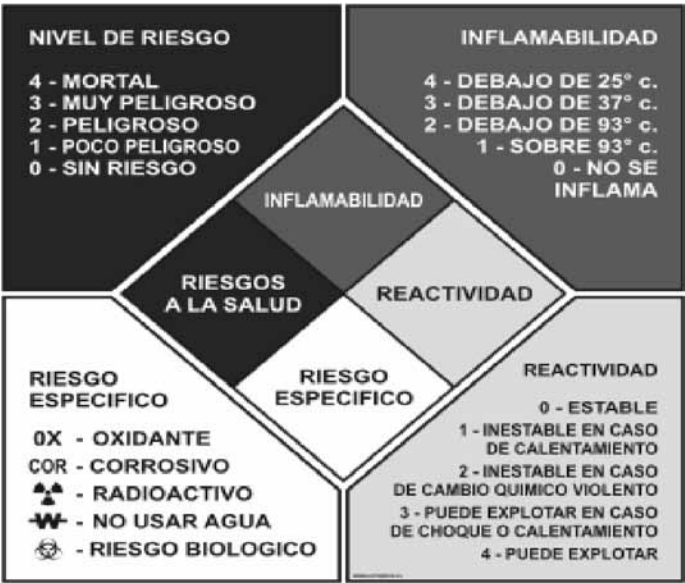 NIVEL DE RIESGO
4 - MORTAL
3 - MUY PELIGROSO
2 - PELIGROSO
1 - POCO PELIGROSO
0 - SIN RIESGO
INFLAMABILIDAD
4 - DEBAJO DE 25° c.
3 - DEBAJO DE 37° c.
2 - DEBAJO DE 93° c.
1 - SOBRE 93° c.
0 - NO SE
INFLAMA
INFLAMABILIDAD
RIESGOS
A LA SALUD
REACTIVIDAD
RIESGO
ESPECIFICO
RIESGO
ESPECIFICO
0X - OXIDANTE
COR - CORROSIVO
- RADIOACTIVO
W - NO USAR AGUA
- RIESGO BIOLOGICO
REACTIVIDAD
0 - ESTABLE
1 - INESTABLE EN CASO
DE CALENTAMIENTO
2 - INESTABLE EN CASO
DE CAMBIO QUIMICO VIOLENTO
3 - PUEDE EXPLOTAR EN CASO
DE CHOQUE O CALENTAMIENTO
4 - PUEDE EXPLOTAR